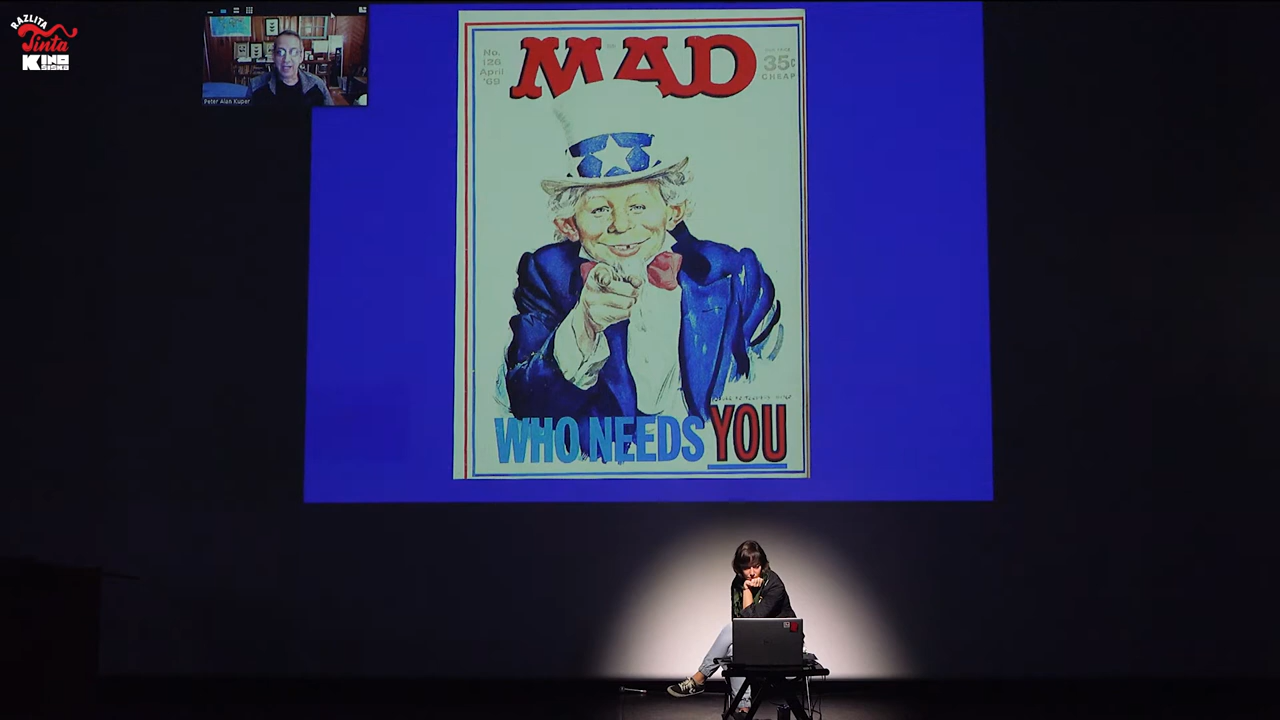 RAZLITA
Tinta
KINO
SISKA
Peter Alan Kuper
MAD
No.
126
April
'69
35¢
CHEAP
WHO NEEDS YOU